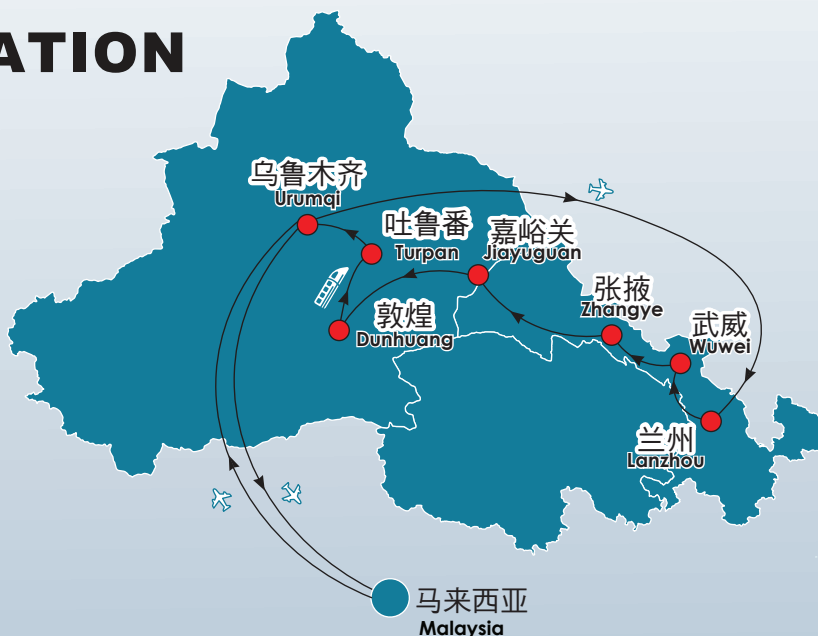 ATION
乌鲁木齐
Urumqi
吐鲁番
Turpan
嘉峪关
Jiayuguan
张掖
Zhangye
武威
Wuwei
敦煌
Dunhuang
兰州
Lanzhou
马来西亚
Malaysia